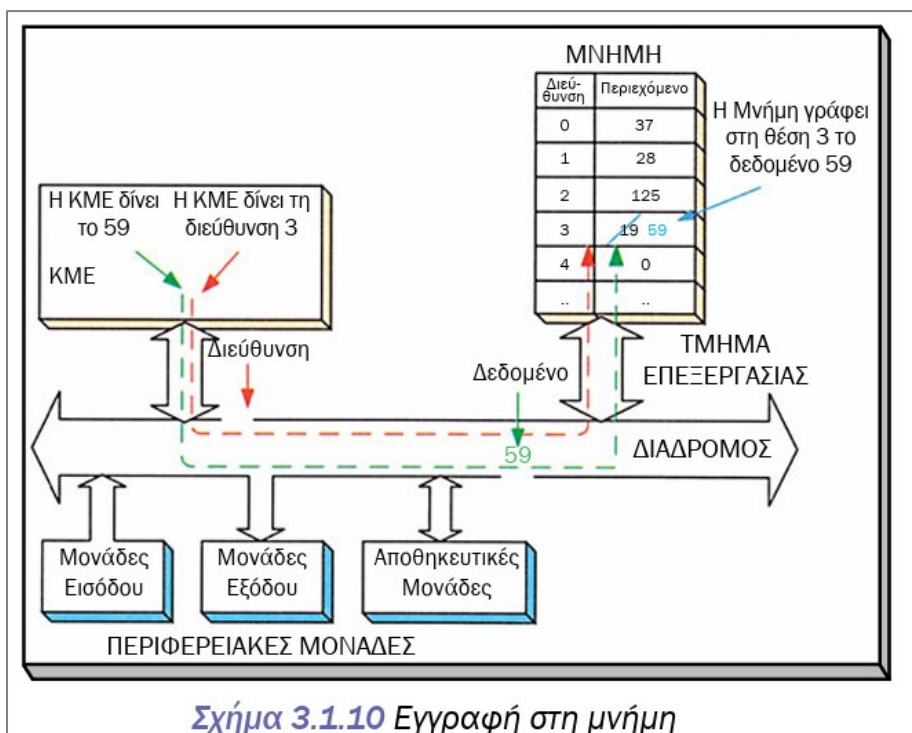 ΜΝΗΜΗ
Διεύ-
θυνση
Περιεχόμενο
0 37
1 28
2 125
3 19 59
4 0
.. ..
Η Μνήμη γράφει
στη θέση 3 το
δεδομένο 59
Η ΚΜΕ δίνει
το 59
Η ΚΜΕ δίνει τη
διεύθυνση 3
ΚΜΕ
Διεύθυνση
Δεδομένο
ΤΜΗΜΑ
ΕΠΕΞΕΡΓΑΣΙΑΣ
59
ΔΙΑΔΡΟΜΟΣ
Μονάδες
Εισόδου
Μονάδες
Εξόδου
Αποθηκευτικές
Μονάδες
ΠΕΡΙΦΕΡΕΙΑΚΕΣ ΜΟΝΑΔΕΣ
Σχήμα 3.1.10 Εγγραφή στη μνήμη